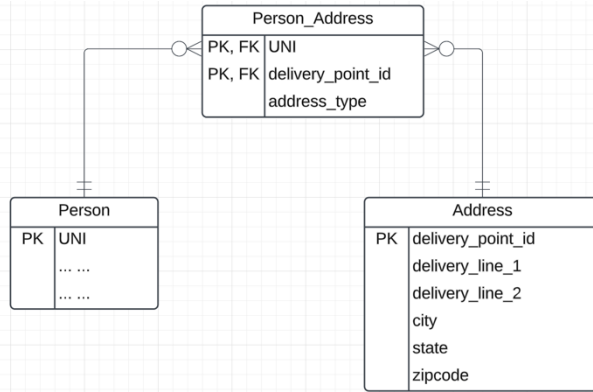 Person_Address
PK, FK UNI
PK, FK delivery_point_id
address_type
Person
PK UNI
... ...
... ...
Address
PK delivery_point_id
delivery_line_1
delivery_line_2
city
state
zipcode